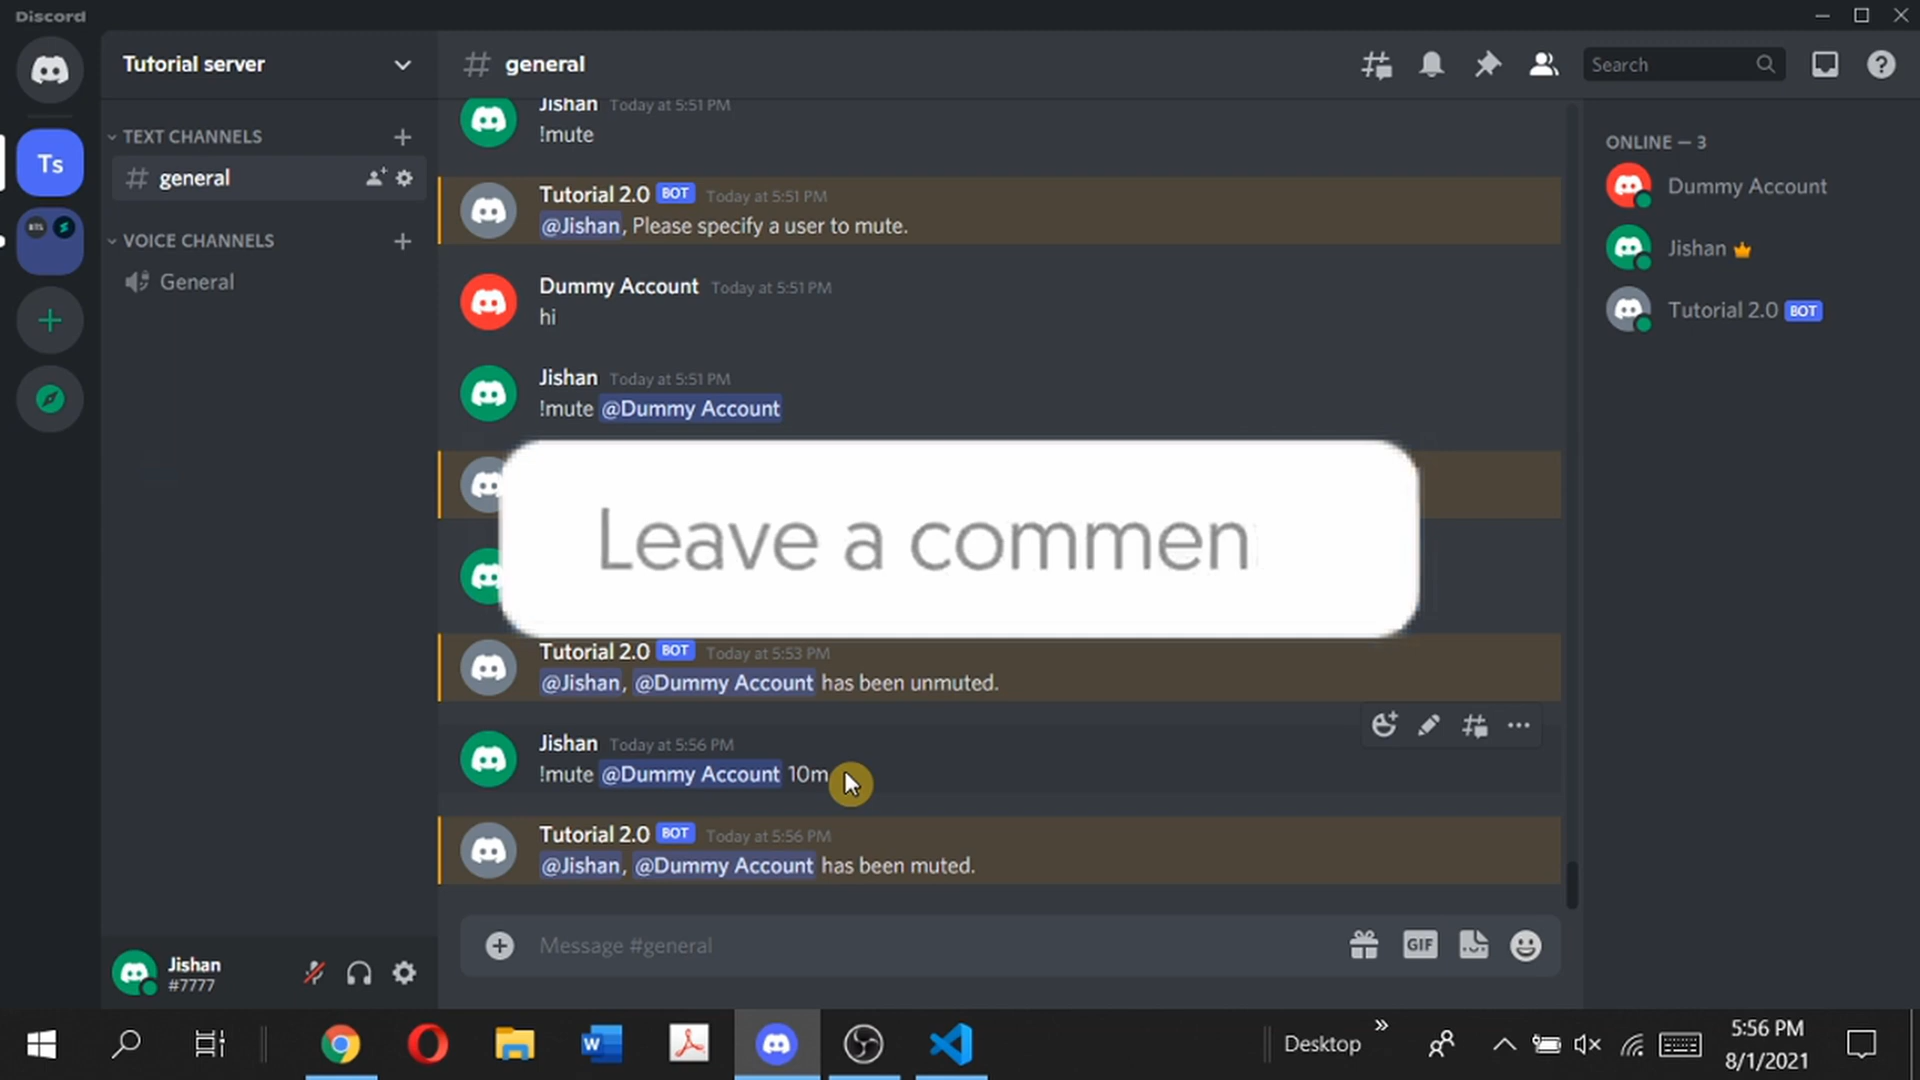 Discord
Tutorial server
# general
Search
TEXT CHANNELS
# general
VOICE CHANNELS
General
Ts
BTS
Jishan Today at 5:51 PM
!mute
Tutorial 2.0 BOT Today at 5:51 PM
@Jishan, Please specify a user to mute.
Dummy Account Today at 5:51 PM
hi
Jishan Today at 5:51 PM
!mute @Dummy Account
Leave a commen
Tutorial 2.0 BOT Today at 5:53 PM
@Jishan, @Dummy Account has been unmuted.
Jishan Today at 5:56 PM
!mute @Dummy Account 10m
Tutorial 2.0 BOT Today at 5:56 PM
@Jishan, @Dummy Account has been muted.
Message #general
GIF
ONLINE — 3
Dummy Account
Jishan
Tutorial 2.0 BOT
Jishan
#7777
Desktop
5:56 PM
8/1/2021